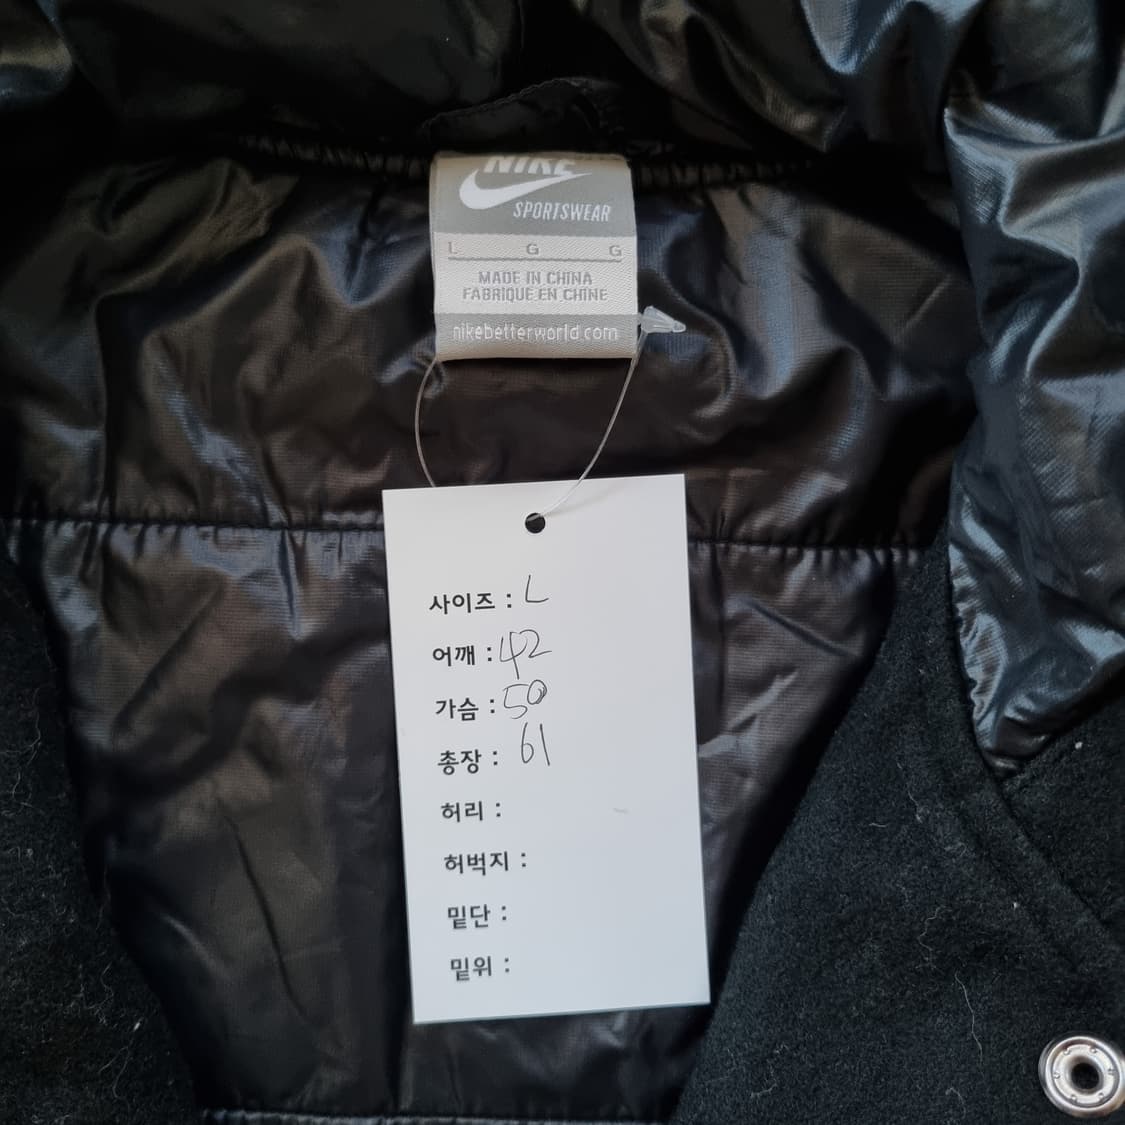 NIKE
SPORTSWEAR
L G G
MADE IN CHINA
FABRIQUE EN CHINE
nikebetterworld.com
사이즈 : L
어깨 : 42
가슴 : 50
총장 : 61
허리 :
허벅지 :
밑단 :
밑위 :